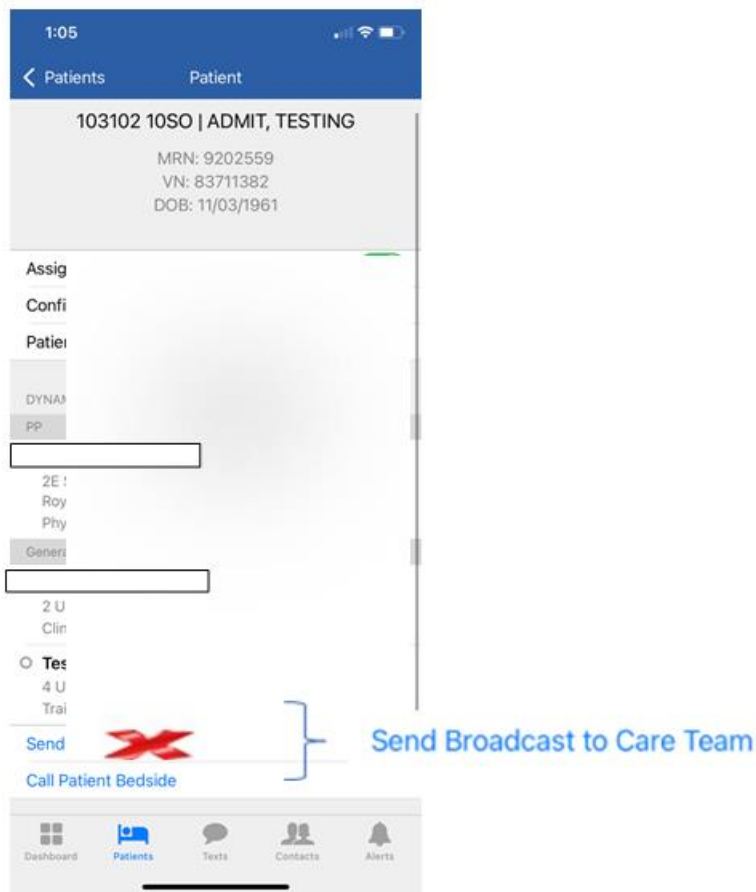 1:05
Patients Patient
103102 10SO | ADMIT, TESTING
MRN: 9202559
VN: 83711382
DOB: 11/03/1961
Assig
Confi
Patie
DYNAM
PP
2E
Roy
Phy
Genera
2 U
Clin
Tes
4 U
Trai
Send
Send Broadcast to Care Team
Call Patient Bedside
Dashboard Patients Texts Contacts Alerts